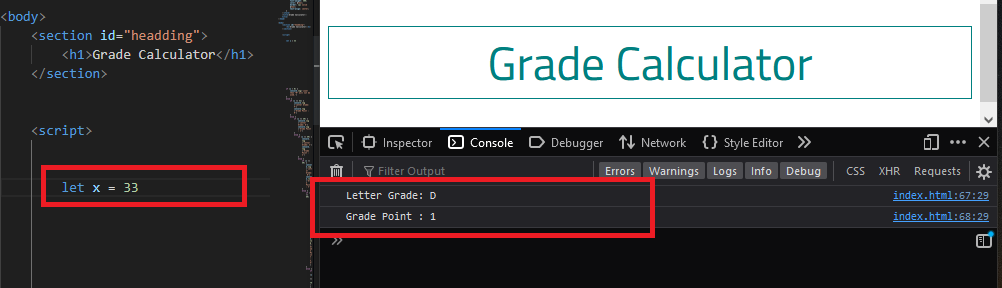 <body>
<section id="headding">
<h1>Grade Calculator</h1>
</section>
<script>
let x = 33
Grade Calculator
Inspector Console Debugger Network Style Editor
Filter Output Errors Warnings Logs Info Debug CSS XHR Requests
Letter Grade: D index.html:67:29
Grade Point : 1 index.html:68:29